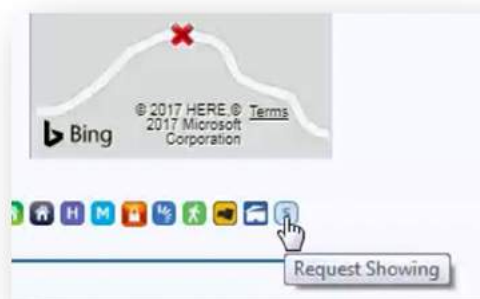 © 2017 HERE,© Terms
2017 Microsoft
Corporation
Bing
H M
S
Request Showing